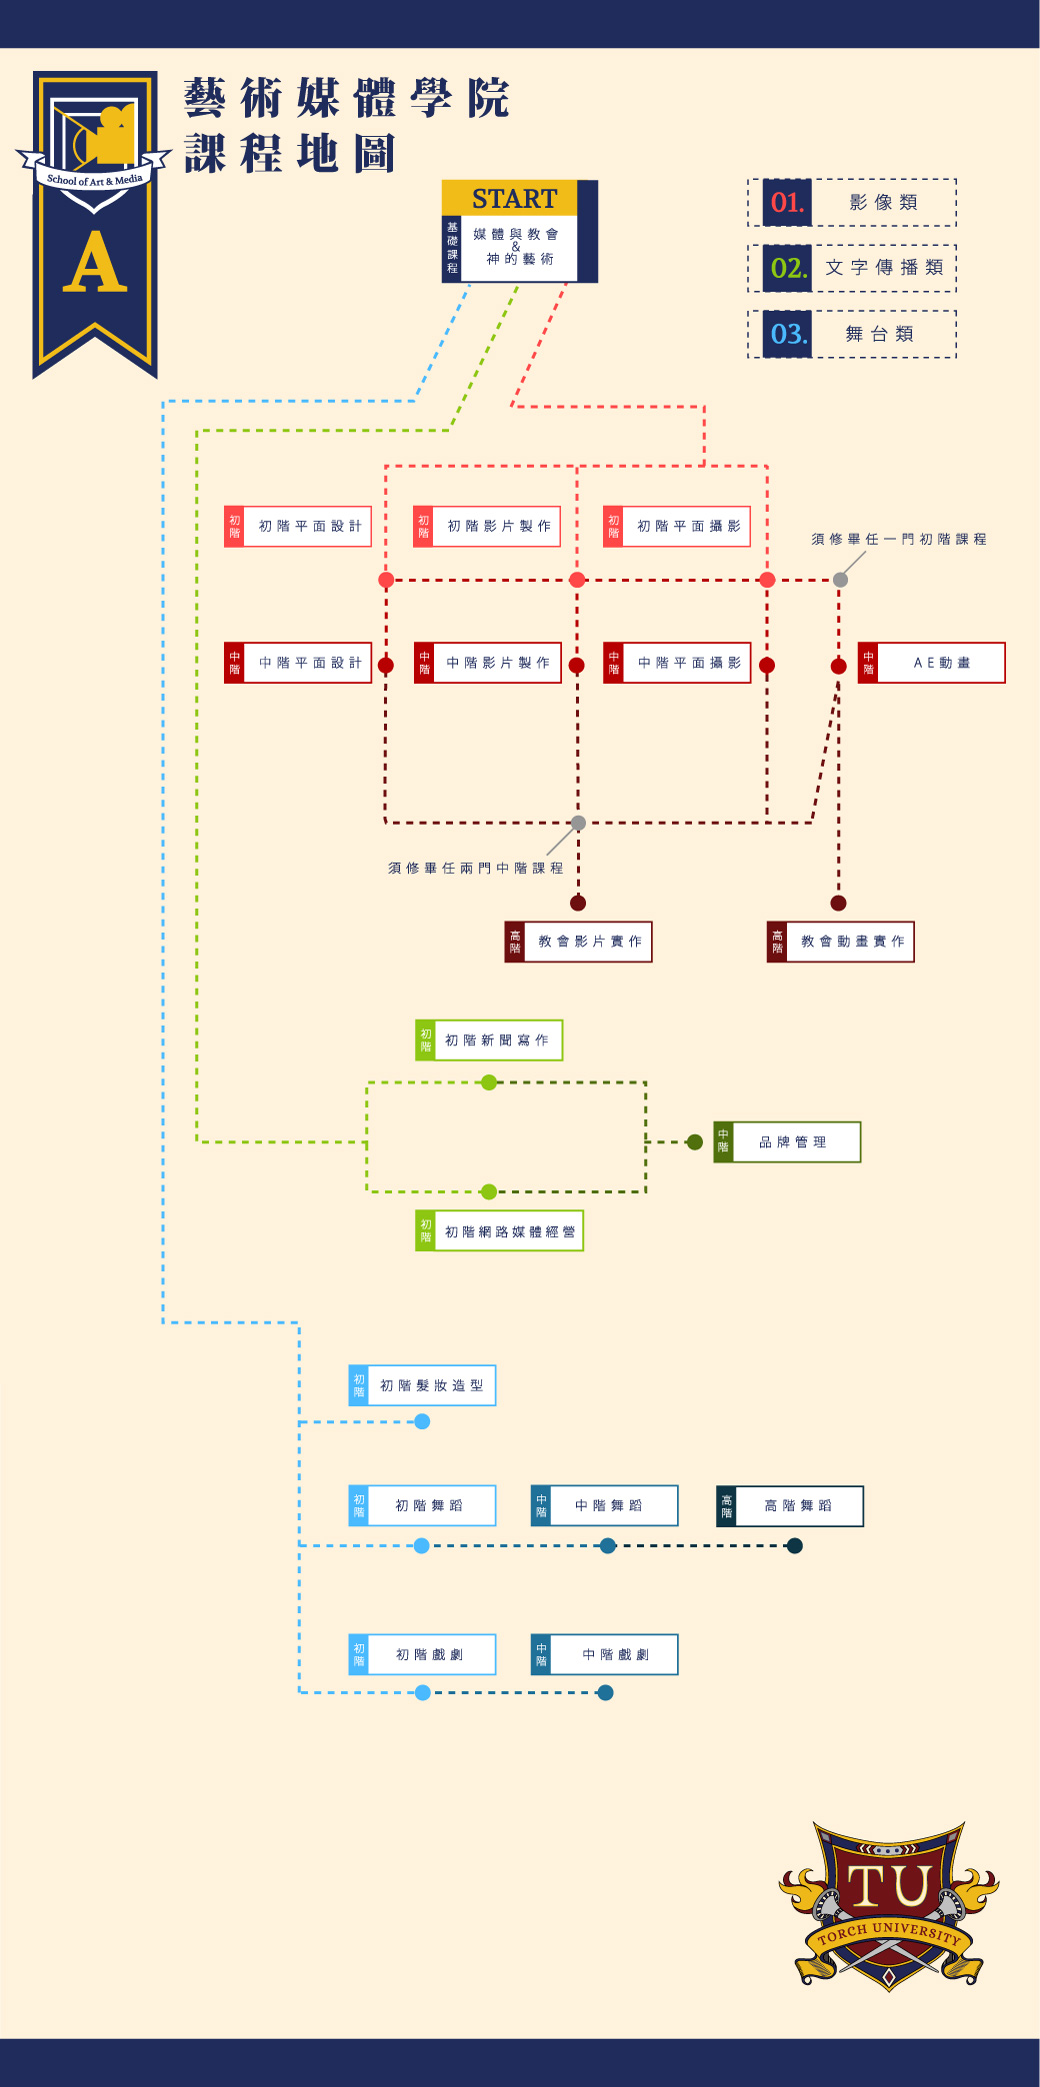 藝術媒體學院
課程地圖
School of Art & Media
A
START
基礎課程
媒體與教會
&
神的藝術
01. 影像類
02. 文字傳播類
03. 舞台類
初階 初階平面設計
初階 初階影片製作
初階 初階平面攝影
須修畢任一門初階課程
中階 中階平面設計
中階 中階影片製作
中階 中階平面攝影
中階 AE動畫
須修畢任兩門中階課程
高階 教會影片實作
高階 教會動畫實作
初階 初階新聞寫作
中階 品牌管理
初階 初階網路媒體經營
初階 初階髮妝造型
初階 初階舞蹈
中階 中階舞蹈
高階 高階舞蹈
初階 初階戲劇
中階 中階戲劇
TU
TORCH UNIVERSITY